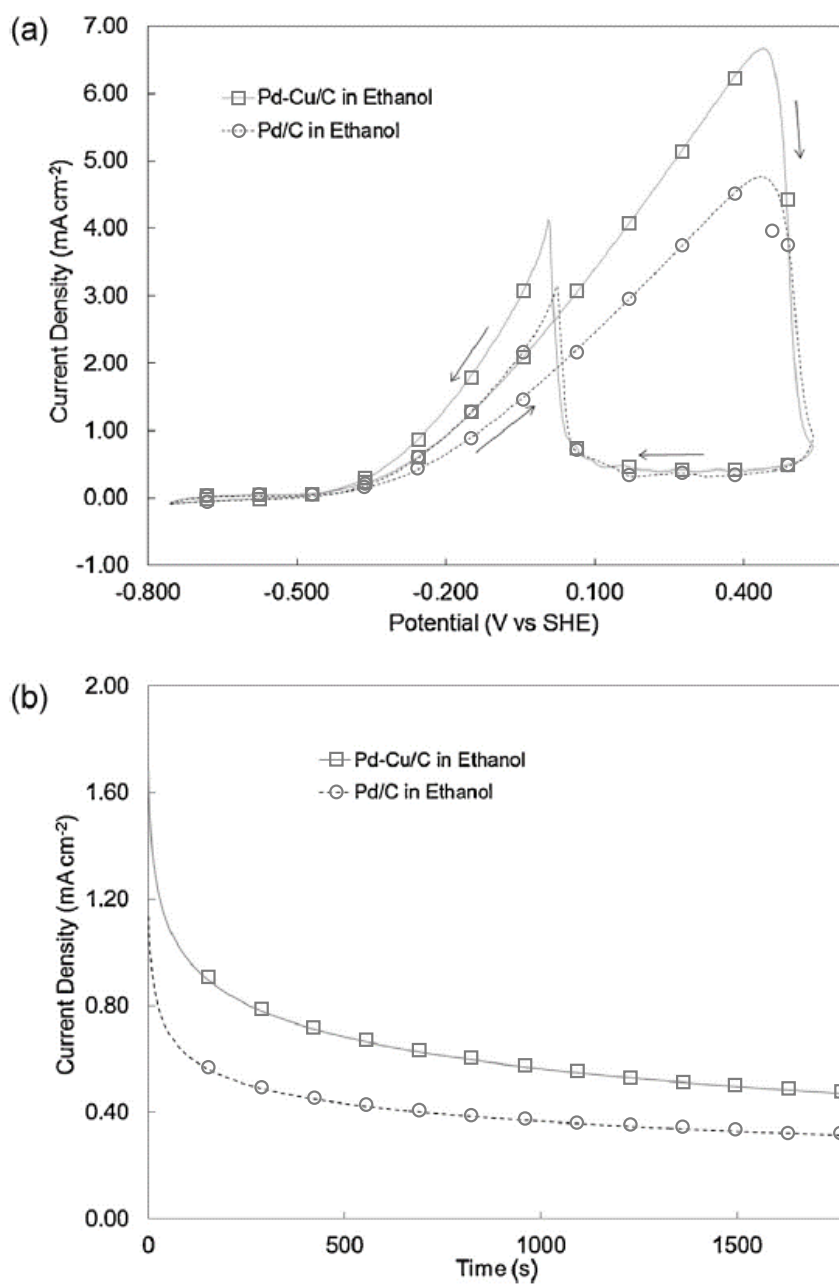 (a)
7.00
6.00
5.00
4.00
3.00
2.00
1.00
0.00
-1.00
Current Density (mA cm⁻²)
Pd-Cu/C in Ethanol
Pd/C in Ethanol
-0.800
-0.500
-0.200
0.100
0.400
Potential (V vs SHE)
(b)
2.00
1.60
1.20
0.80
0.40
0.00
Current Density (mA cm⁻²)
Pd-Cu/C in Ethanol
Pd/C in Ethanol
0
500
1000
1500
Time (s)